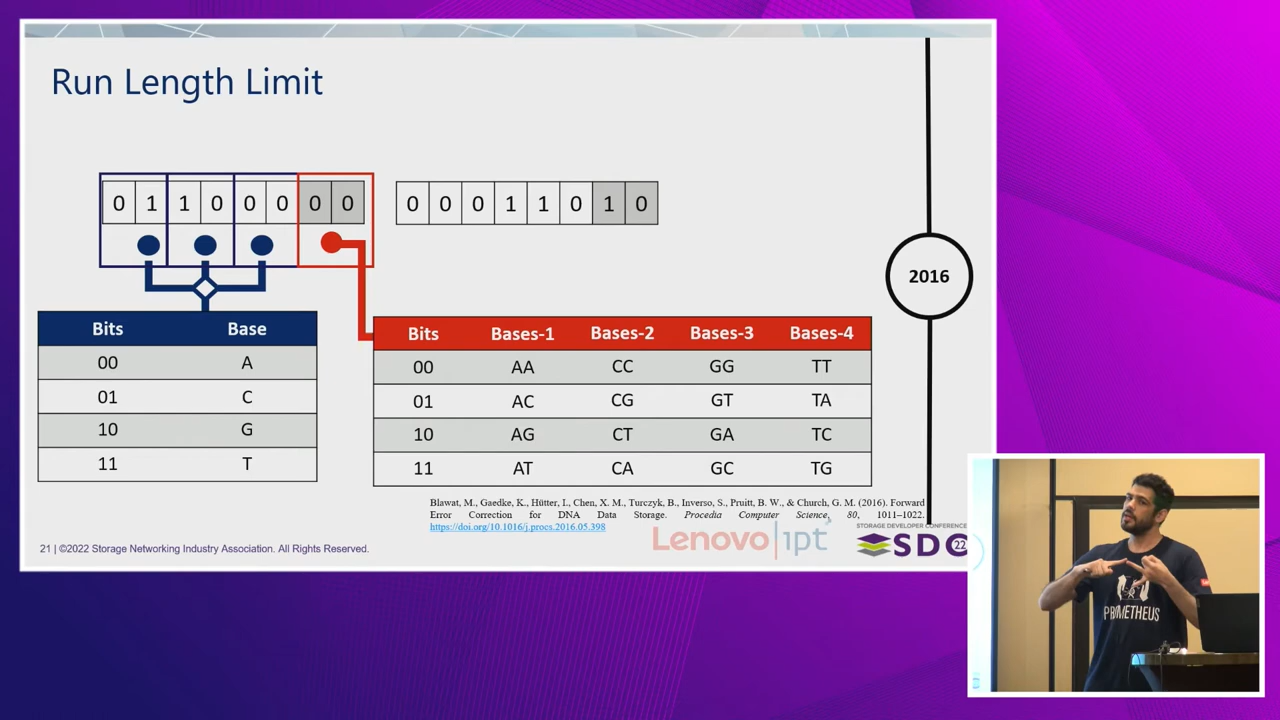 Run Length Limit
0 1 1 0 0 0 0 0
0 0 0 1 1 0 1 0
2016
Bits Base
00 A
01 C
10 G
11 T
Bits Bases-1 Bases-2 Bases-3 Bases-4
00 AA CC GG TT
01 AC CG GT TA
10 AG CT GA TC
11 AT CA GC TG
Blawat, M., Gaedke, K., Hütter, I., Chen, X. M., Turczyk, B., Inverso, S., Pruitt, B. W., & Church, G. M. (2016). Forward
Error Correction for DNA Data Storage. Procedia Computer Science, 80, 1011–1022.
https://doi.org/10.1016/j.procs.2016.05.398
21 | ©2022 Storage Networking Industry Association. All Rights Reserved.
Lenovo | ipt
STORAGE DEVELOPER CONFERENCE
SDC 22
PROMETHEUS